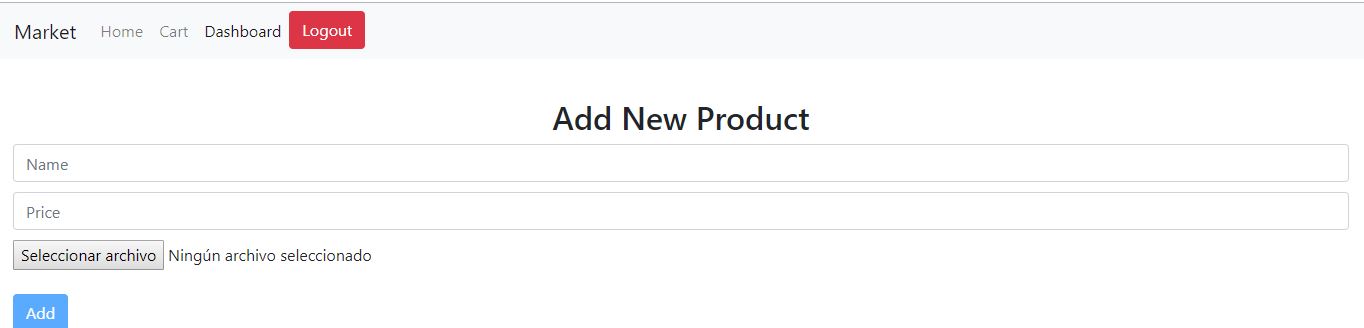 Market Home Cart Dashboard Logout
Add New Product
Name
Price
Seleccionar archivo Ningún archivo seleccionado
Add